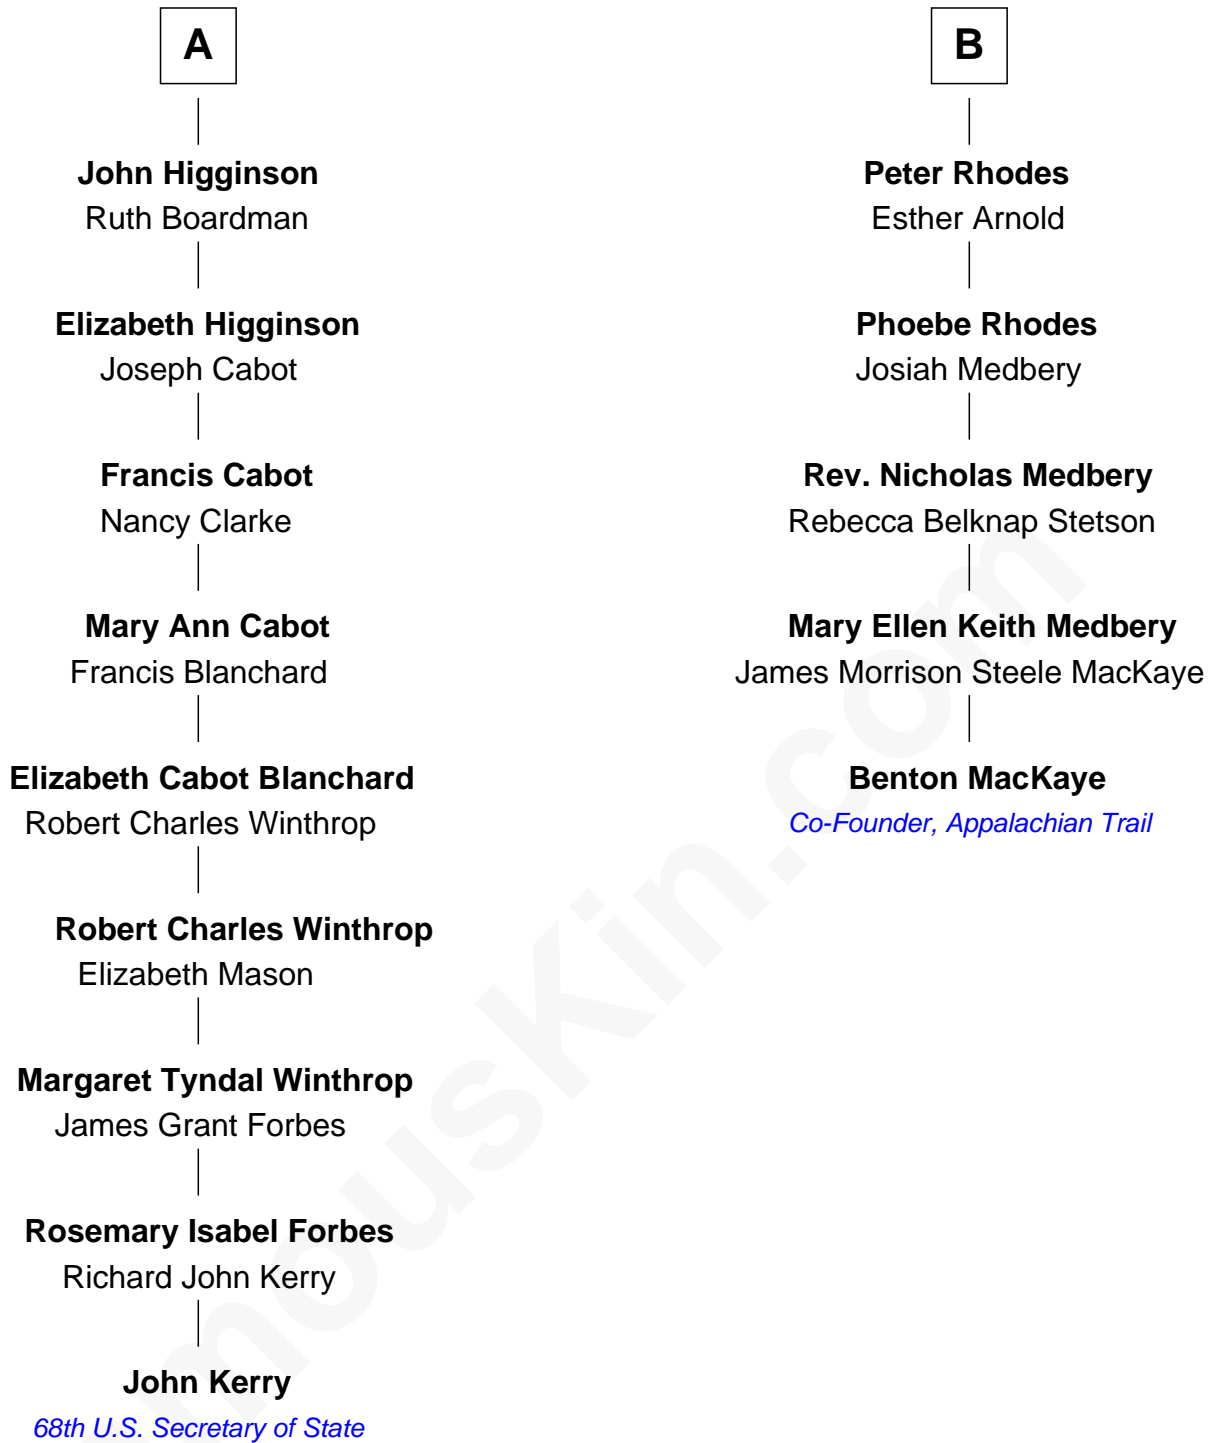 A
John Higginson
Ruth Boardman
Elizabeth Higginson
Joseph Cabot
Francis Cabot
Nancy Clarke
Mary Ann Cabot
Francis Blanchard
Elizabeth Cabot Blanchard
Robert Charles Winthrop
Robert Charles Winthrop
Elizabeth Mason
Margaret Tyndal Winthrop
James Grant Forbes
Rosemary Isabel Forbes
Richard John Kerry
John Kerry
68th U.S. Secretary of State
B
Peter Rhodes
Esther Arnold
Phoebe Rhodes
Josiah Medbery
Rev. Nicholas Medbery
Rebecca Belknap Stetson
Mary Ellen Keith Medbery
James Morrison Steele MacKaye
Benton MacKaye
Co-Founder, Appalachian Trail
mousKin.com